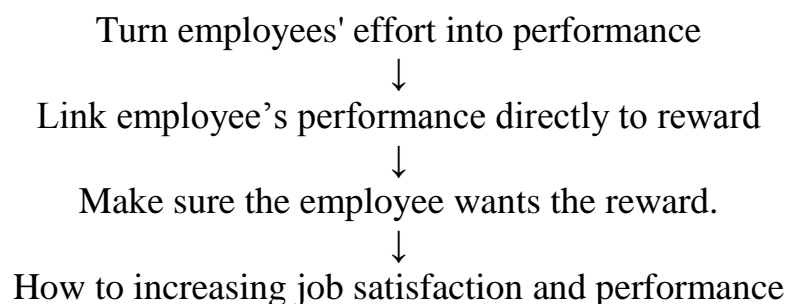 Turn employees' effort into performance
↓
Link employee’s performance directly to reward
↓
Make sure the employee wants the reward.
↓
How to increasing job satisfaction and performance